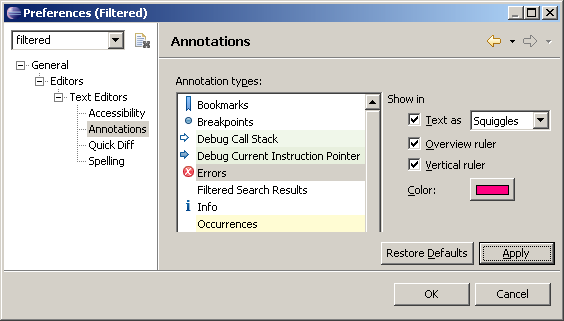 Preferences (Filtered)
filtered
General
Editors
Text Editors
Accessibility
Annotations
Quick Diff
Spelling
Annotations
Annotation types:
Bookmarks
Breakpoints
Debug Call Stack
Debug Current Instruction Pointer
Errors
Filtered Search Results
Info
Occurrences
Show in
Text as Squiggles
Overview ruler
Vertical ruler
Color:
Restore Defaults Apply
OK Cancel